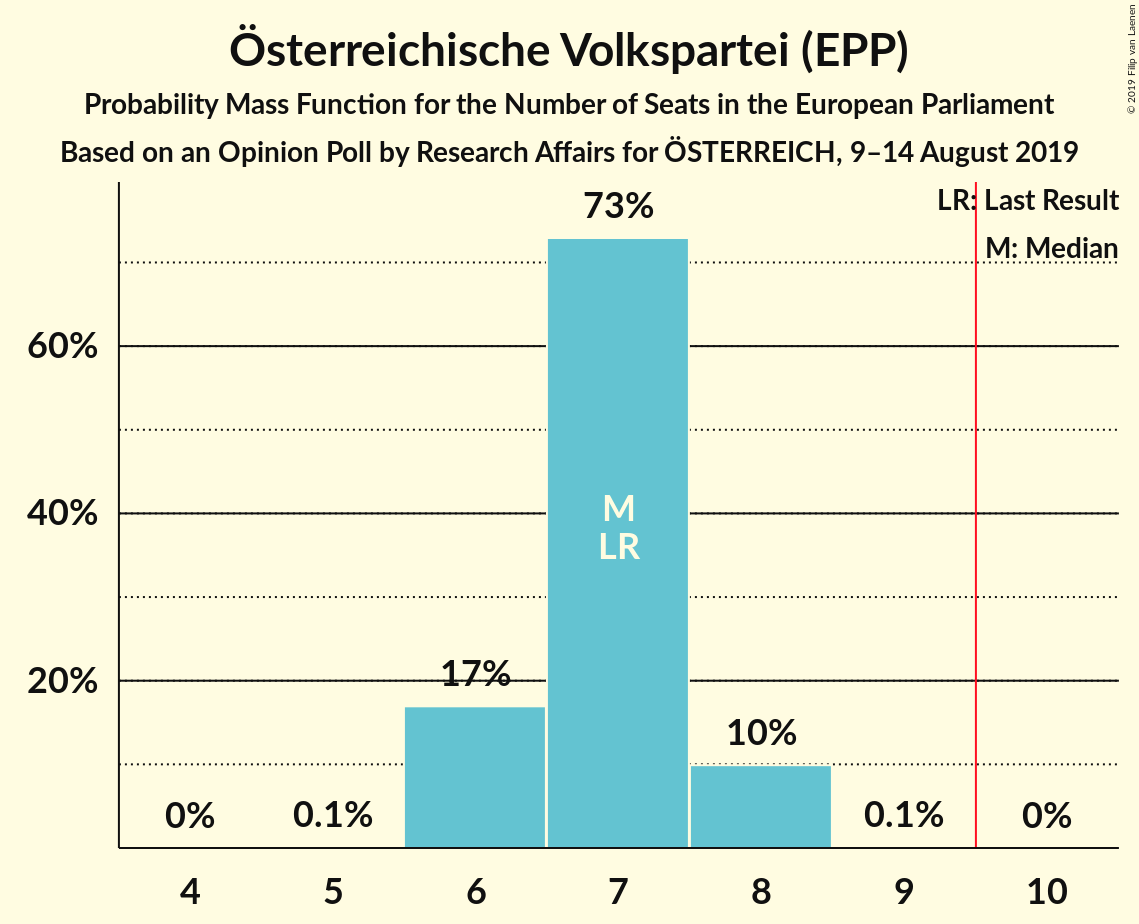 Österreichische Volkspartei (EPP)
Probability Mass Function for the Number of Seats in the European Parliament
Based on an Opinion Poll by Research Affairs for ÖSTERREICH, 9–14 August 2019
© 2019 Filip van Laenen
LR: Last Result
M: Median
73%
60%
40%
20%
M
LR
17%
10%
0%
0.1%
0.1%
0%
4 5 6 7 8 9 10